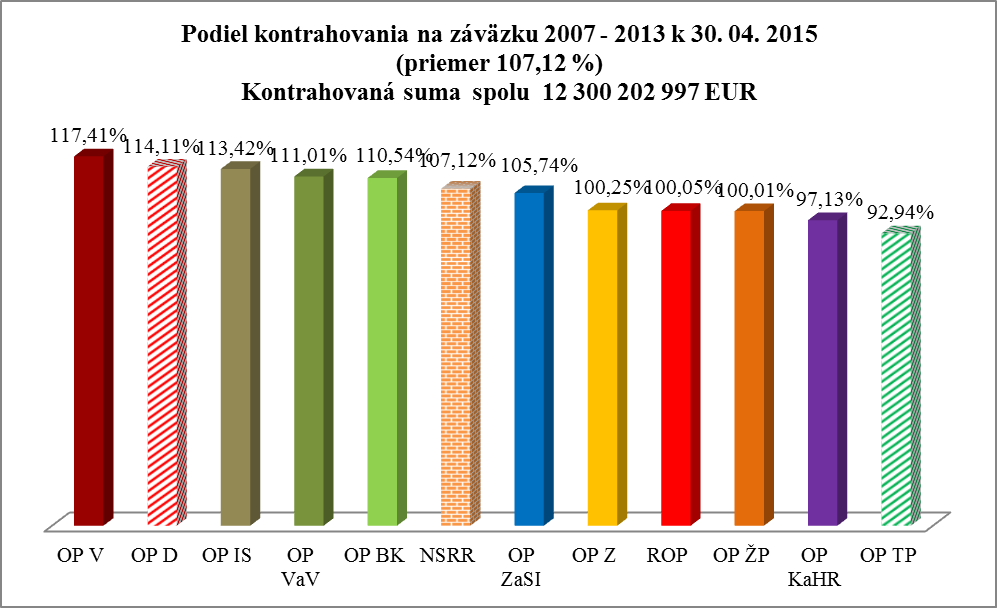 Podiel kontrahovania na záväzku 2007 - 2013 k 30. 04. 2015
(priemer 107,12 %)
Kontrahovaná suma spolu 12 300 202 997 EUR
117,41%
114,11%
113,42%
111,01%
110,54%
107,12%
105,74%
100,25%
100,05%
100,01%
97,13%
92,94%
OP V
OP D
OP IS
OP
VaV
OP BK
NSRR
OP
ZaSI
OP Z
ROP
OP ŽP
OP
KaHR
OP TP